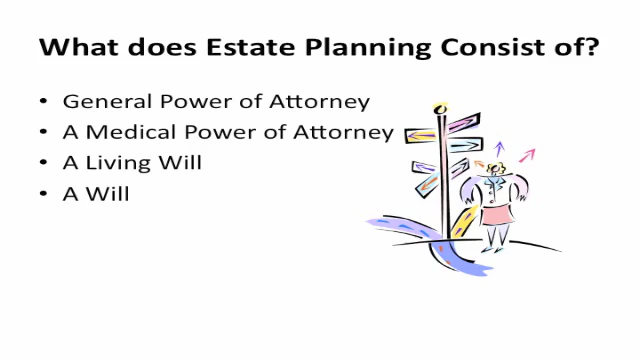 What does Estate Planning Consist of?
• General Power of Attorney
• A Medical Power of Attorney
• A Living Will
• A Will